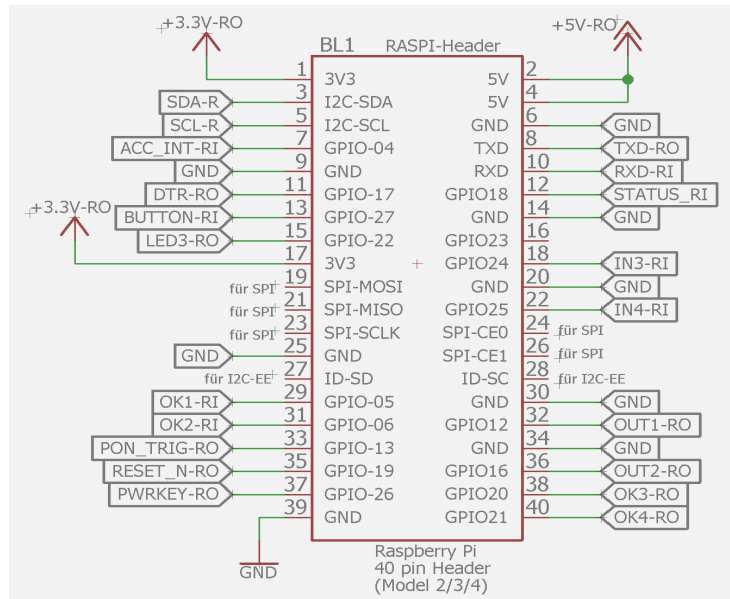 +3.3V-RO
+5V-RO
BL1 RASPI-Header
1 3V3 5V 2
SDA-R 3 I2C-SDA 5V 4
SCL-R 5 I2C-SCL GND 6 GND
ACC_INT-RI 7 GPIO-04 TXD 8 TXD-RO
GND 9 GND RXD 10 RXD-RI
DTR-RO 11 GPIO-17 GPIO18 12 STATUS_RI
+3.3V-RO
BUTTON-RI 13 GPIO-27 GND 14 GND
LED3-RO 15 GPIO-22 GPIO23 16
17 3V3 GPIO24 18 IN3-RI
für SPI 19 SPI-MOSI GND 20 GND
für SPI 21 SPI-MISO GPIO25 22 IN4-RI
für SPI 23 SPI-SCLK SPI-CE0 24 für SPI
GND 25 GND SPI-CE1 26 für SPI
für I2C-EE 27 ID-SD ID-SC 28 für I2C-EE
OK1-RI 29 GPIO-05 GND 30 GND
OK2-RI 31 GPIO-06 GPIO12 32 OUT1-RO
PON_TRIG-RO 33 GPIO-13 GND 34 GND
RESET_N-RO 35 GPIO-19 GPIO16 36 OUT2-RO
PWRKEY-RO 37 GPIO-26 GPIO20 38 OK3-RO
39 GND GPIO21 40 OK4-RO
GND
Raspberry Pi
40 pin Header
(Model 2/3/4)